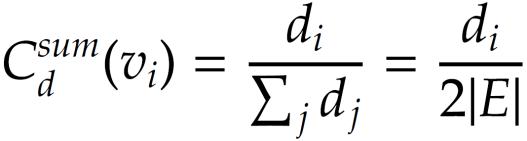 $C_d^{sum}(v_i) = \frac{d_i}{\sum_j d_j} = \frac{d_i}{2|E|}$